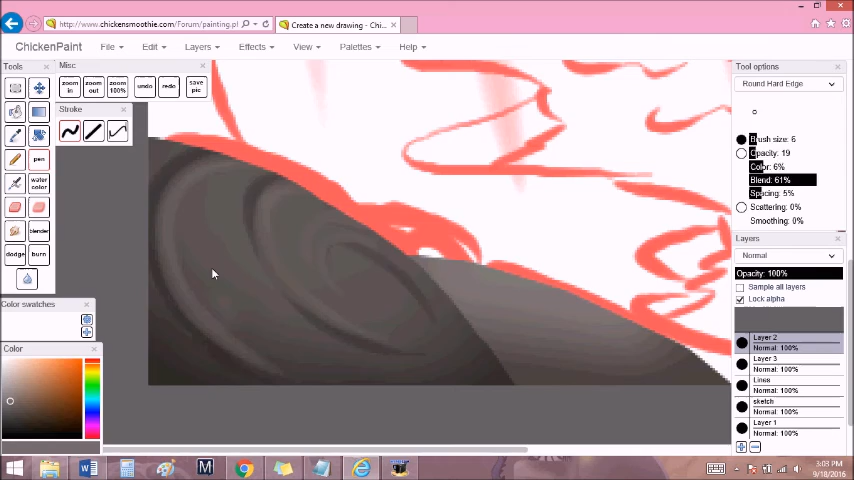 http://www.chickensmoothie.com/Forum/painting.pl
Create a new drawing - Chi...
ChickenPaint
File
Edit
Layers
Effects
View
Palettes
Help
Tools
Misc
zoom in
zoom out
zoom 100%
undo
redo
save pic
Stroke
pen
water color
blender
dodge
burn
Color swatches
Color
Tool options
Round Hard Edge
Brush size: 6
Opacity: 19
Color: 6%
Blend: 61%
Spacing: 5%
Scattering: 0%
Smoothing: 0%
Layers
Normal
Opacity: 100%
Sample all layers
Lock alpha
Layer 2
Normal: 100%
Layer 3
Normal: 100%
Lines
Normal: 100%
sketch
Normal: 100%
Layer 1
Normal: 100%
3:03 PM
9/18/2016